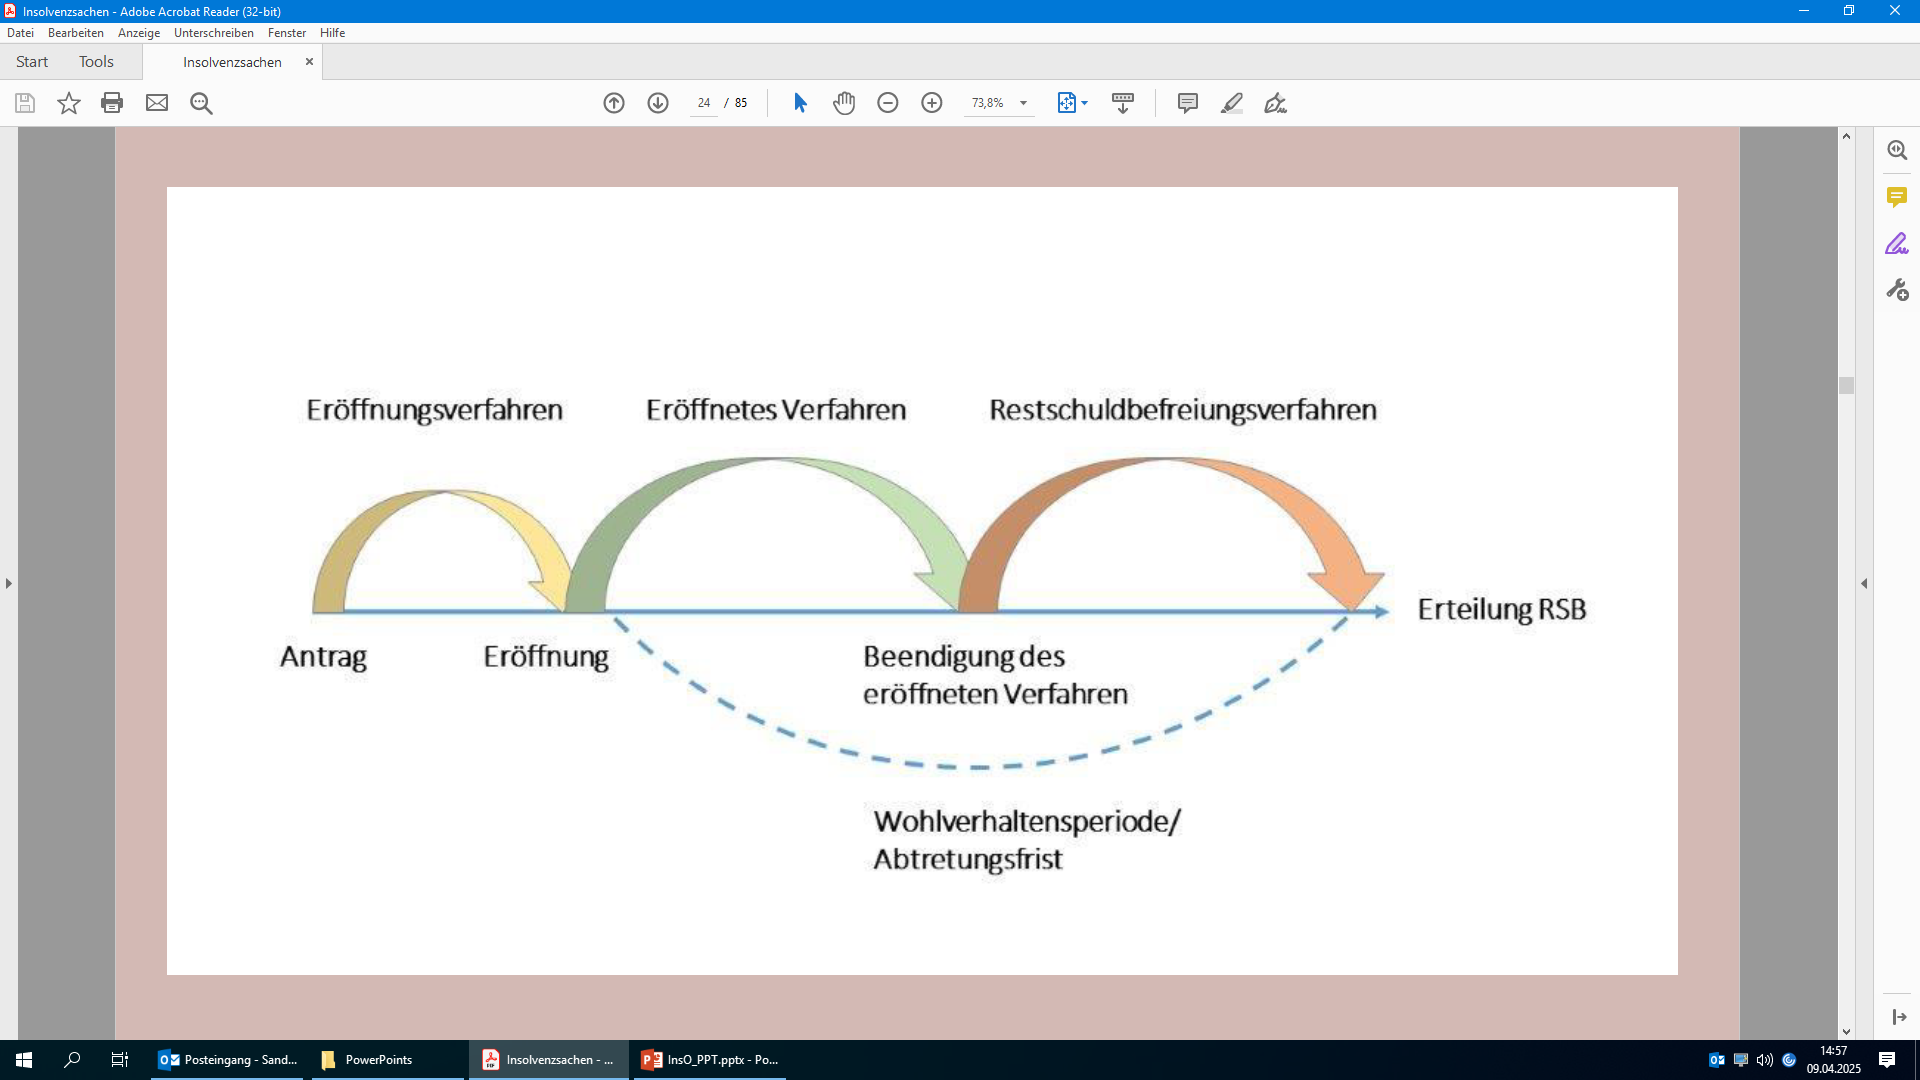 Insolvenzsachen - Adobe Acrobat Reader (32-bit)
Datei Bearbeiten Anzeige Unterschreiben Fenster Hilfe
Start Tools Insolvenzsachen
24 / 85 73,8%
Eröffnungsverfahren Eröffnetes Verfahren Restschuldbefreiungsverfahren
Erteilung RSB
Antrag Eröffnung Beendigung des
eröffneten Verfahren
Wohlverhaltensperiode/
Abtretungsfrist
Posteingang - Sand... PowerPoints Insolvenzsachen - ... InsO_PPT.pptx - Po...
14:57
09.04.2025